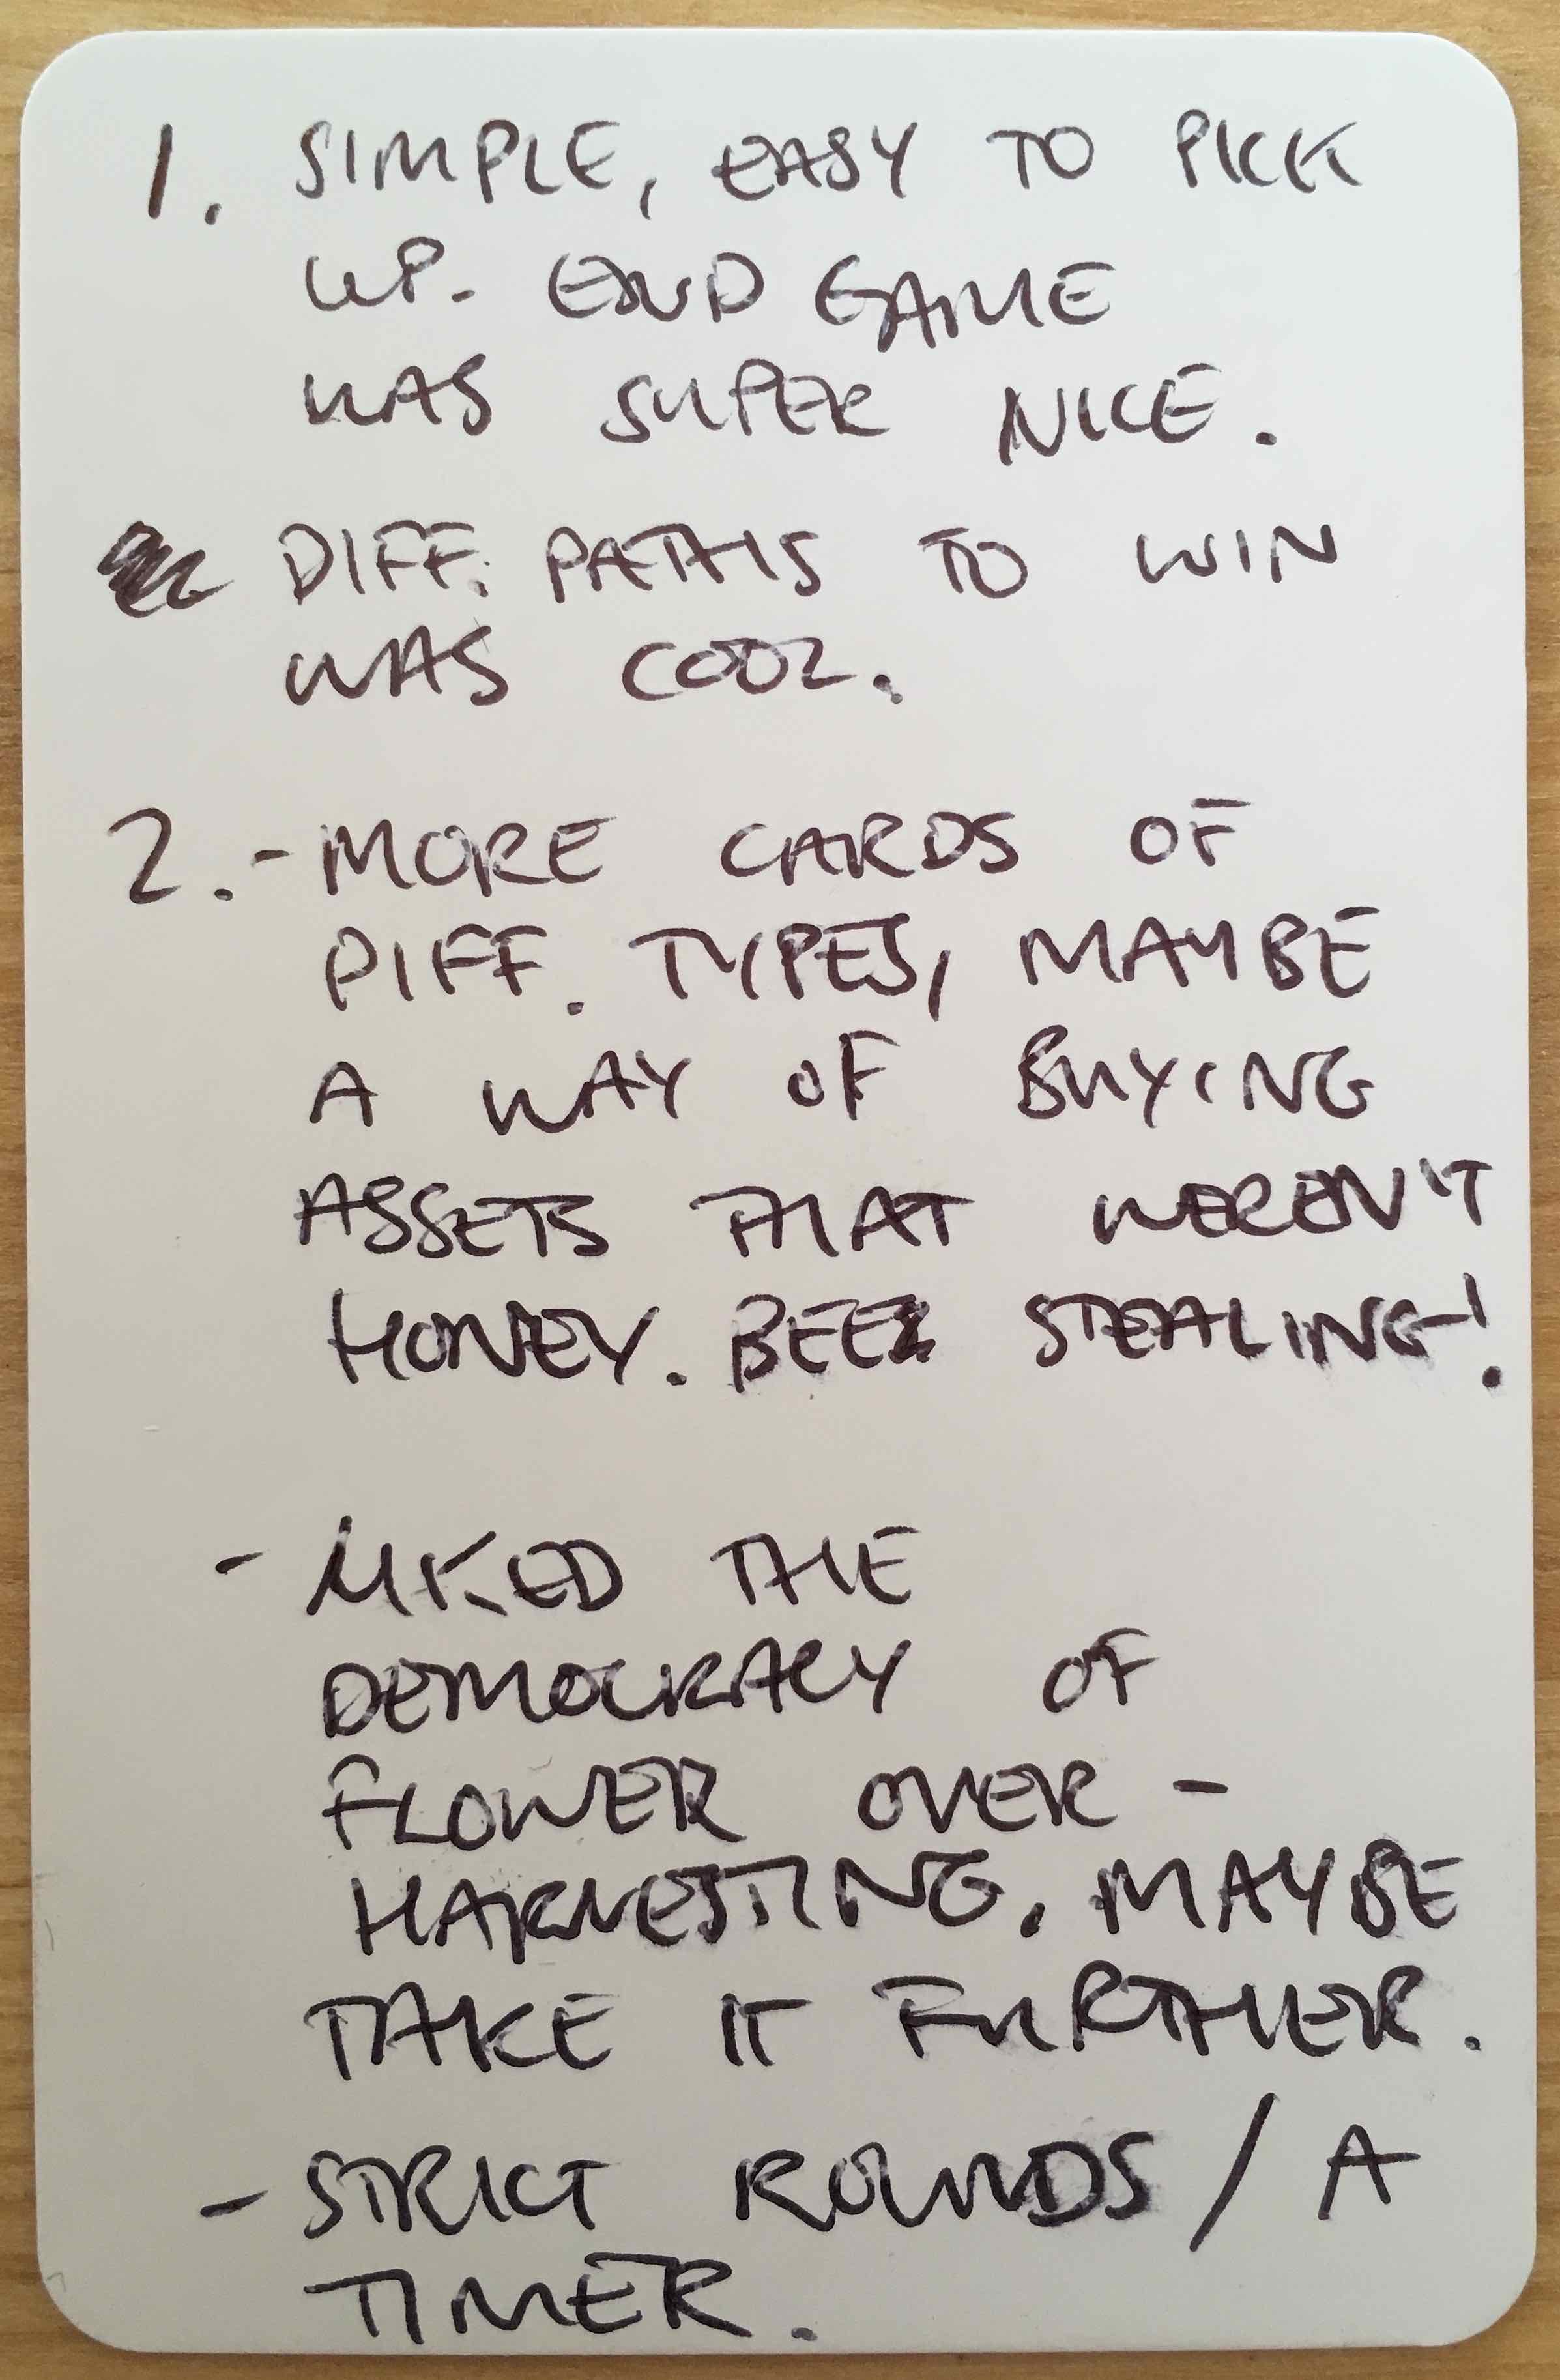 1. SIMPLE, EASY TO PICK
UP. END GAME
WAS SUPER NICE.
DIFF. PATHS TO WIN
WAS COOL.
2. - MORE CARDS OF
DIFF. TYPES, MAYBE
A WAY OF BUYING
ASSETS THAT WEREN'T
HONEY. BEE STEALING!
- LIKED THE
DEMOCRACY OF
FLOWER OVER-
HARVESTING. MAYBE
TAKE IT FURTHER.
- STRICT ROUNDS / A
TIMER.